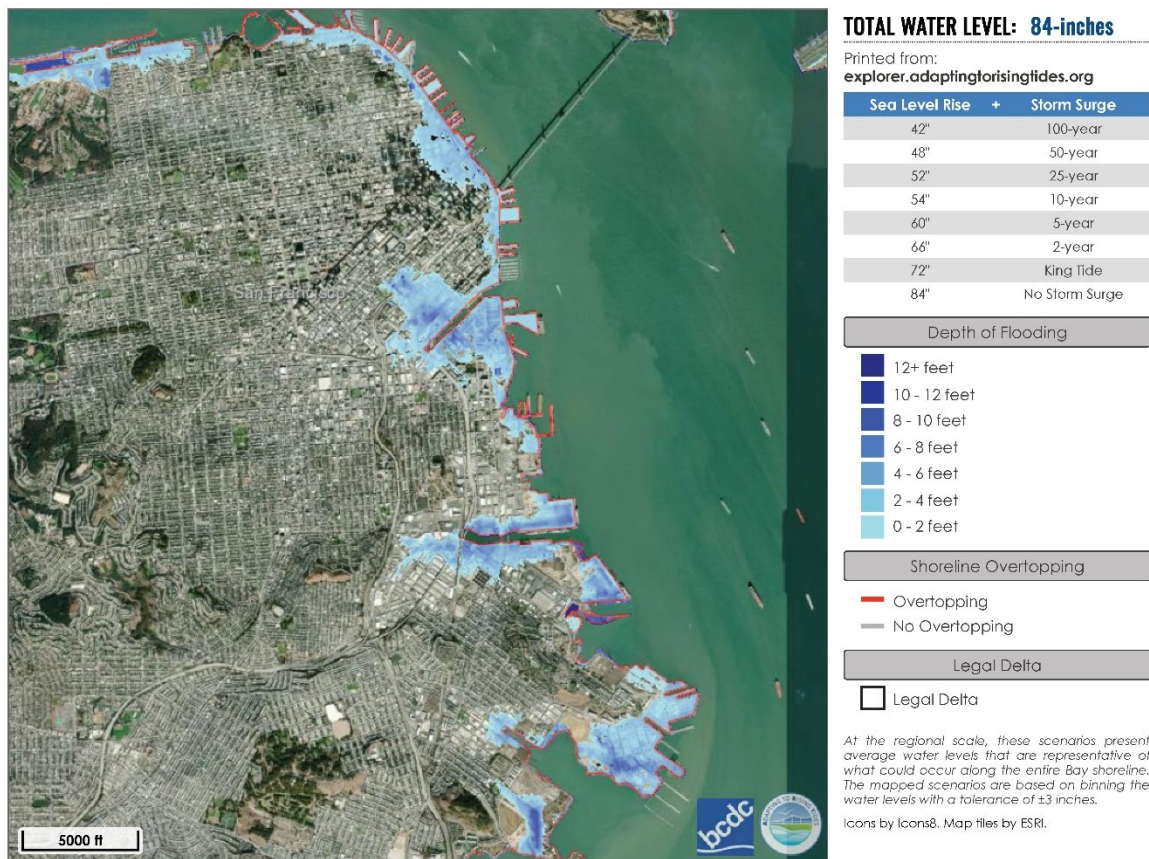 TOTAL WATER LEVEL: 84-inches
Printed from:
explorer.adaptingtorisingtides.org
Sea Level Rise + Storm Surge
42" 100-year
48" 50-year
52" 25-year
54" 10-year
60" 5-year
66" 2-year
72" King Tide
84" No Storm Surge
Depth of Flooding
12+ feet
10 - 12 feet
8 - 10 feet
6 - 8 feet
4 - 6 feet
2 - 4 feet
0 - 2 feet
Shoreline Overtopping
Overtopping
No Overtopping
Legal Delta
Legal Delta
At the regional scale, these scenarios present
average water levels that are representative of
what could occur along the entire Bay shoreline.
The mapped scenarios are based on binning the
water levels with a tolerance of ±3 inches.
Icons by Icons8. Map tiles by ESRI.
San Francisco
5000 ft
bcdc
ADAPTING TO RISING TIDES